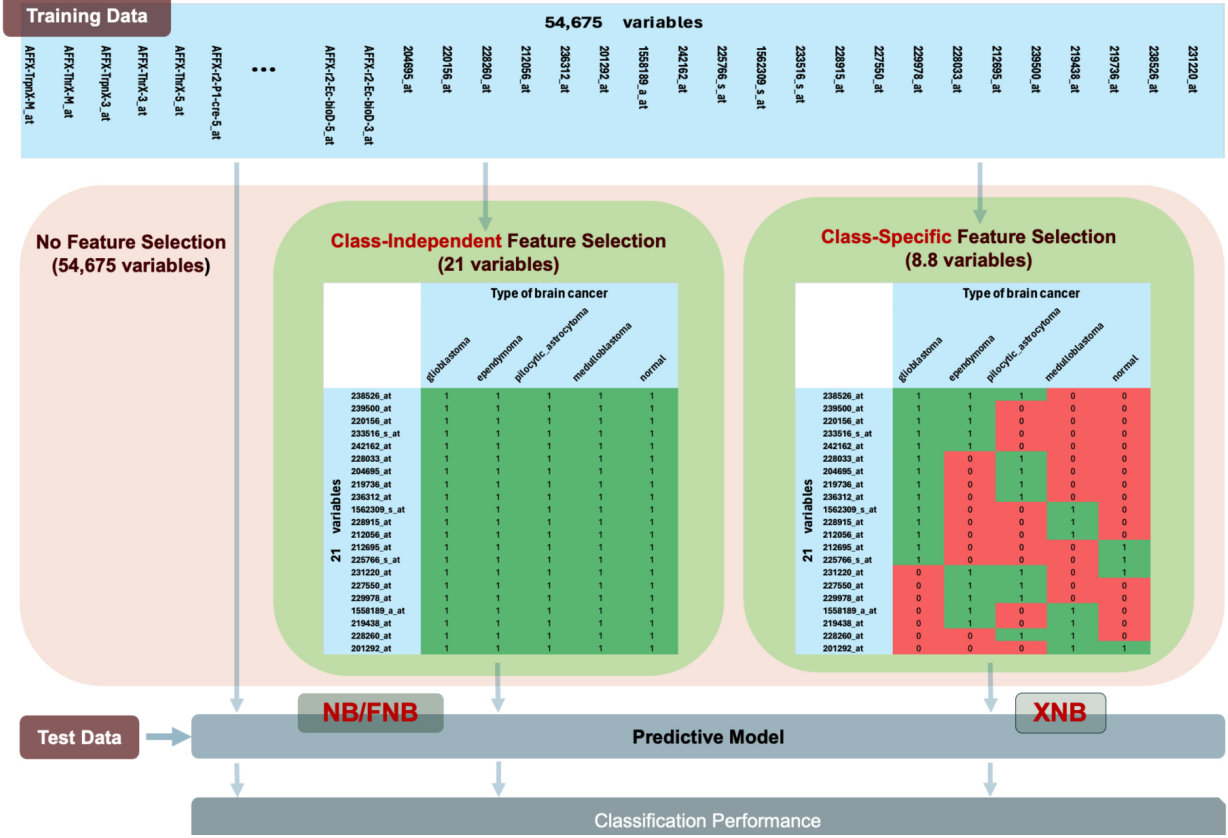 Training Data
54,675 variables
AFFX-TrpnX-M_at
AFFX-ThrX-M_at
AFFX-TrpnX-3_at
AFFX-ThrX-3_at
AFFX-ThrX-5_at
AFFX-r2-P1-cre-5_at
...
AFFX-r2-Ec-bioD-5_at
AFFX-r2-Ec-bioD-3_at
204695_at
220156_at
228260_at
212056_at
236312_at
201292_at
1558189_a_at
242162_at
225766_s_at
1562309_s_at
233516_s_at
228915_at
227550_at
229978_at
228033_at
212695_at
239500_at
219438_at
219736_at
238526_at
231220_at
No Feature Selection
(54,675 variables)
Class-Independent Feature Selection
(21 variables)
Type of brain cancer
glioblastoma
ependymoma
pilocytic_astrocytoma
medulloblastoma
normal
21 variables
238526_at 1 1 1 1 1
239500_at 1 1 1 1 1
220156_at 1 1 1 1 1
233516_s_at 1 1 1 1 1
242162_at 1 1 1 1 1
228033_at 1 1 1 1 1
204695_at 1 1 1 1 1
219736_at 1 1 1 1 1
236312_at 1 1 1 1 1
1562309_s_at 1 1 1 1 1
228915_at 1 1 1 1 1
212056_at 1 1 1 1 1
212695_at 1 1 1 1 1
225766_s_at 1 1 1 1 1
231220_at 1 1 1 1 1
227550_at 1 1 1 1 1
229978_at 1 1 1 1 1
1558189_a_at 1 1 1 1 1
219438_at 1 1 1 1 1
228260_at 1 1 1 1 1
201292_at 1 1 1 1 1
Class-Specific Feature Selection
(8.8 variables)
Type of brain cancer
glioblastoma
ependymoma
pilocytic_astrocytoma
medulloblastoma
normal
21 variables
238526_at 1 1 1 0 0
239500_at 1 1 0 0 0
220156_at 1 1 0 0 0
233516_s_at 1 1 0 0 0
242162_at 1 1 0 0 0
228033_at 1 0 1 0 0
204695_at 1 0 1 0 0
219736_at 1 0 1 0 0
236312_at 1 0 1 0 0
1562309_s_at 1 0 0 1 0
228915_at 1 0 0 1 0
212056_at 1 0 0 1 0
212695_at 1 0 0 0 1
225766_s_at 1 0 0 0 1
231220_at 0 1 1 0 1
227550_at 0 1 1 0 0
229978_at 0 1 1 0 0
1558189_a_at 0 1 0 1 0
219438_at 0 1 0 1 0
228260_at 0 0 1 1 0
201292_at 0 0 0 1 1
NB/FNB
XNB
Test Data
Predictive Model
Classification Performance